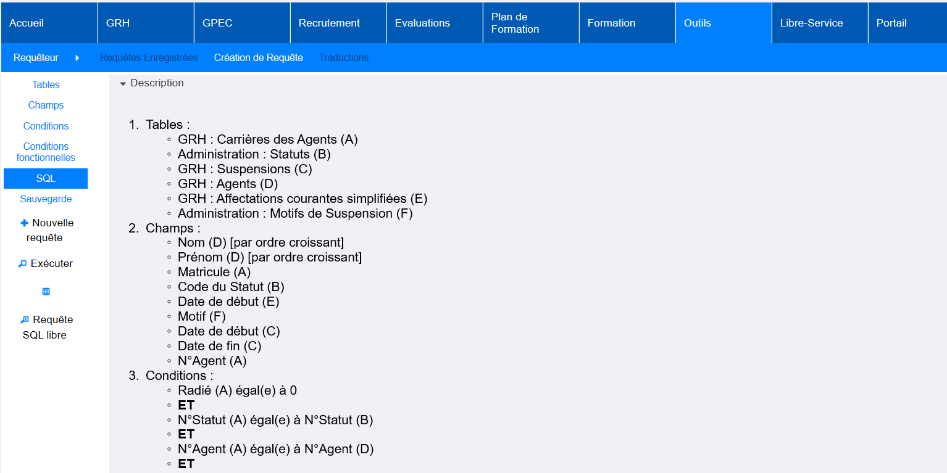 Accueil
GRH
GPEC
Recrutement
Evaluations
Plan de
Formation
Formation
Outils
Libre-Service
Portail
Requêteur
Requêtes Enregistrées
Création de Requête
Traductions
Tables
Champs
Conditions
Conditions
fonctionnelles
SQL
Sauvegarde
Nouvelle
requête
Exécuter
Requête
SQL libre
Description
1. Tables :
GRH : Carrières des Agents (A)
Administration : Statuts (B)
GRH : Suspensions (C)
GRH : Agents (D)
GRH : Affectations courantes simplifiées (E)
Administration : Motifs de Suspension (F)
2. Champs :
Nom (D) [par ordre croissant]
Prénom (D) [par ordre croissant]
Matricule (A)
Code du Statut (B)
Date de début (E)
Motif (F)
Date de début (C)
Date de fin (C)
N°Agent (A)
3. Conditions :
Radié (A) égal(e) à 0
ET
N°Statut (A) égal(e) à N°Statut (B)
ET
N°Agent (A) égal(e) à N°Agent (D)
ET